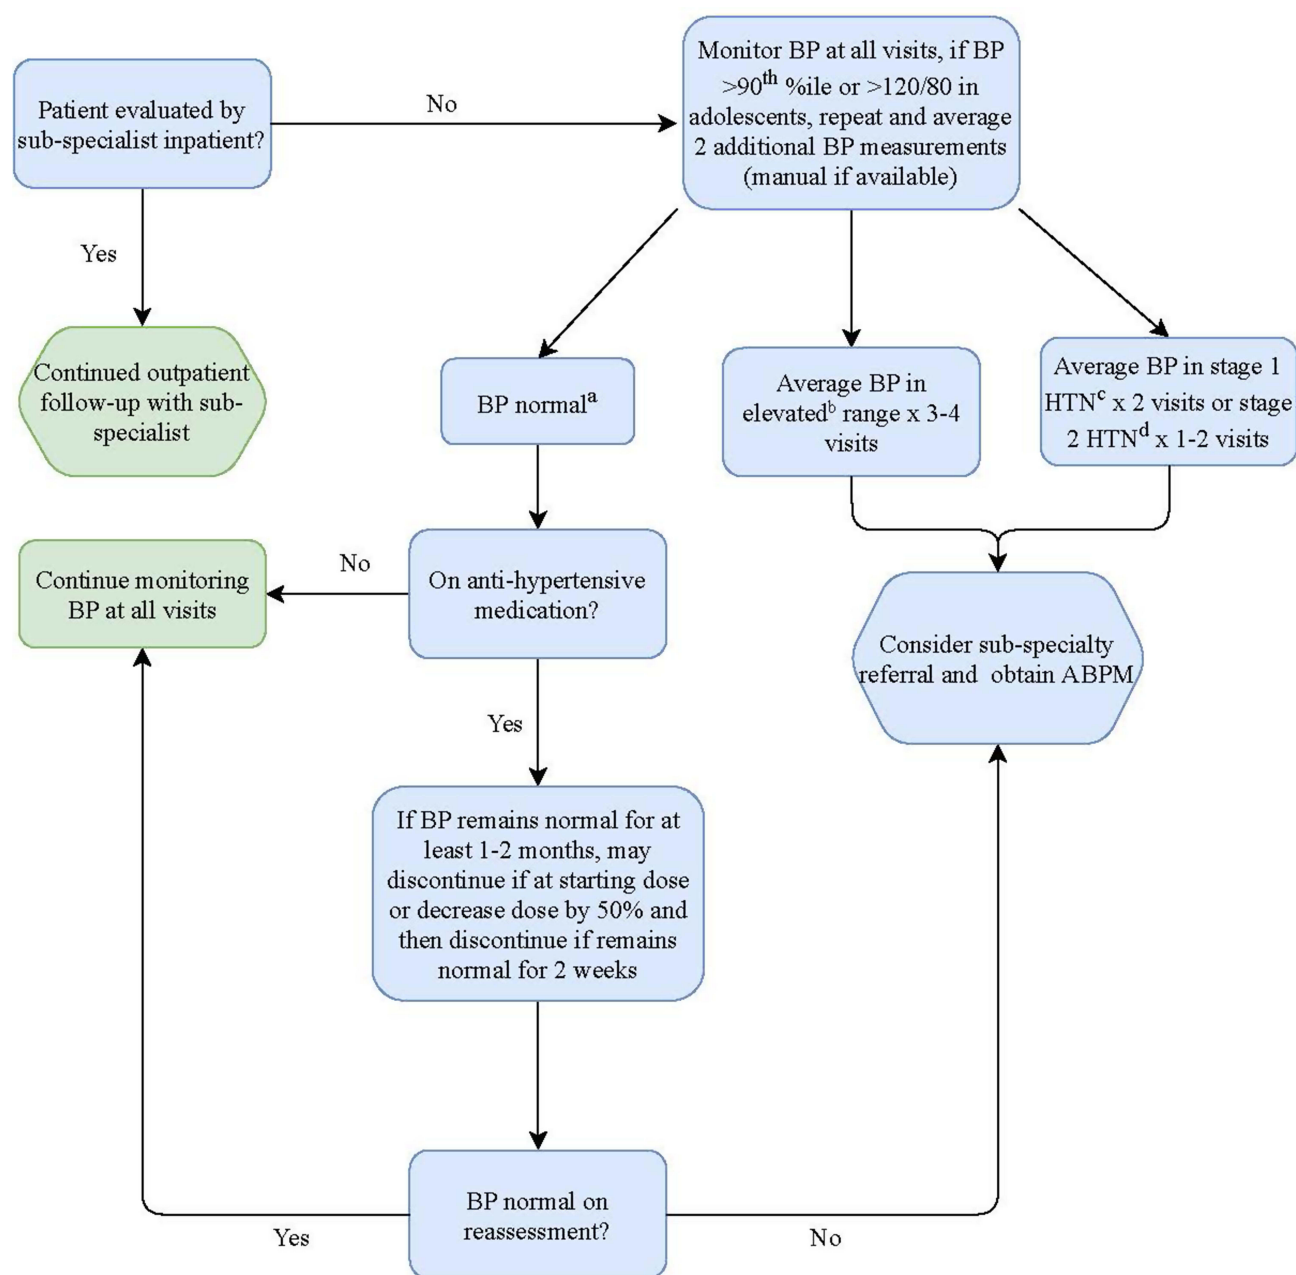 Patient evaluated by
sub-specialist inpatient?
No
Monitor BP at all visits, if BP
>90th %ile or >120/80 in
adolescents, repeat and average
2 additional BP measurements
(manual if available)
Yes
Continued outpatient
follow-up with sub-
specialist
BP normalª
Average BP in
elevatedᵇ range x 3-4
visits
Average BP in stage 1
HTNᶜ x 2 visits or stage
2 HTNᵈ x 1-2 visits
On anti-hypertensive
medication?
No
Continue monitoring
BP at all visits
Consider sub-specialty
referral and obtain ABPM
Yes
If BP remains normal for at
least 1-2 months, may
discontinue if at starting dose
or decrease dose by 50% and
then discontinue if remains
normal for 2 weeks
BP normal on
reassessment?
Yes
No